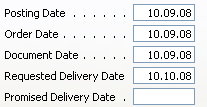 Posting Date . . . . . . 10.09.08
Order Date . . . . . . . 10.09.08
Document Date . . . . . 10.09.08
Requested Delivery Date 10.10.08
Promised Delivery Date .